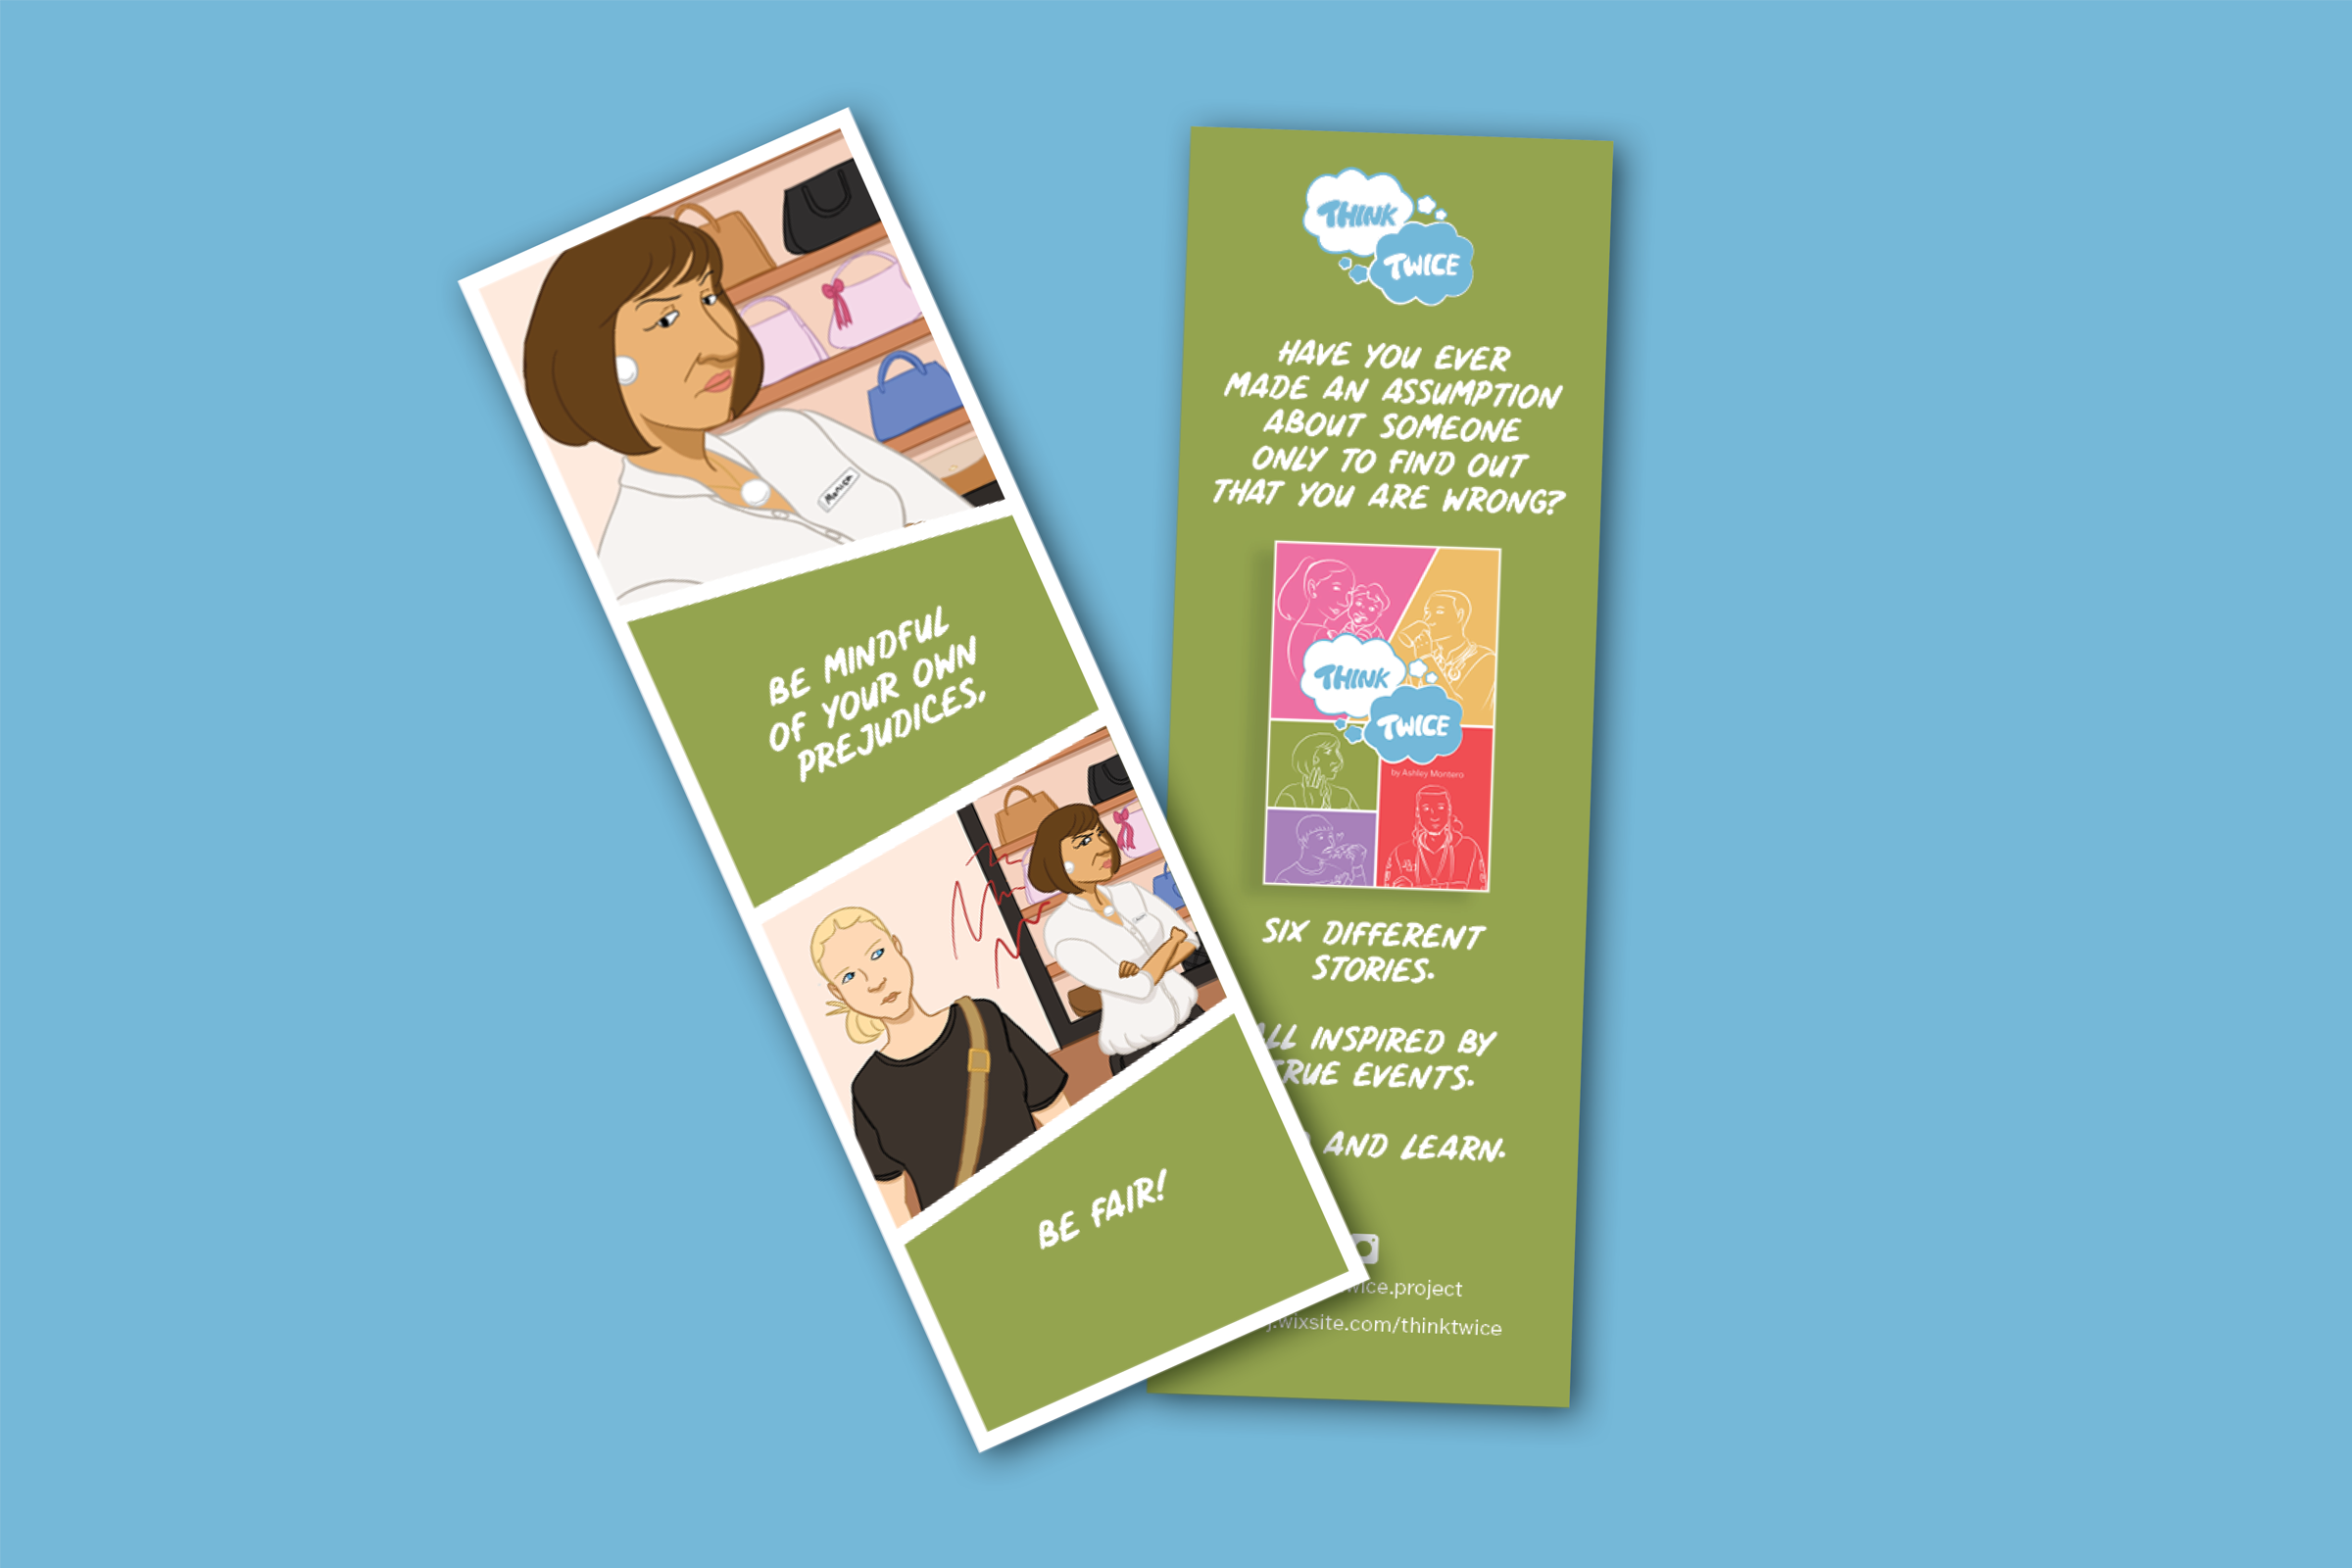 BE MINDFUL
OF YOUR OWN
PREJUDICES.
BE FAIR!
THINK
TWICE
HAVE YOU EVER
MADE AN ASSUMPTION
ABOUT SOMEONE
ONLY TO FIND OUT
THAT YOU ARE WRONG?
THINK
TWICE
by Ashley Montero
SIX DIFFERENT
STORIES.
INSPIRED BY
EVENTS.
AND LEARN.
.project
.wixsite.com/thinktwice